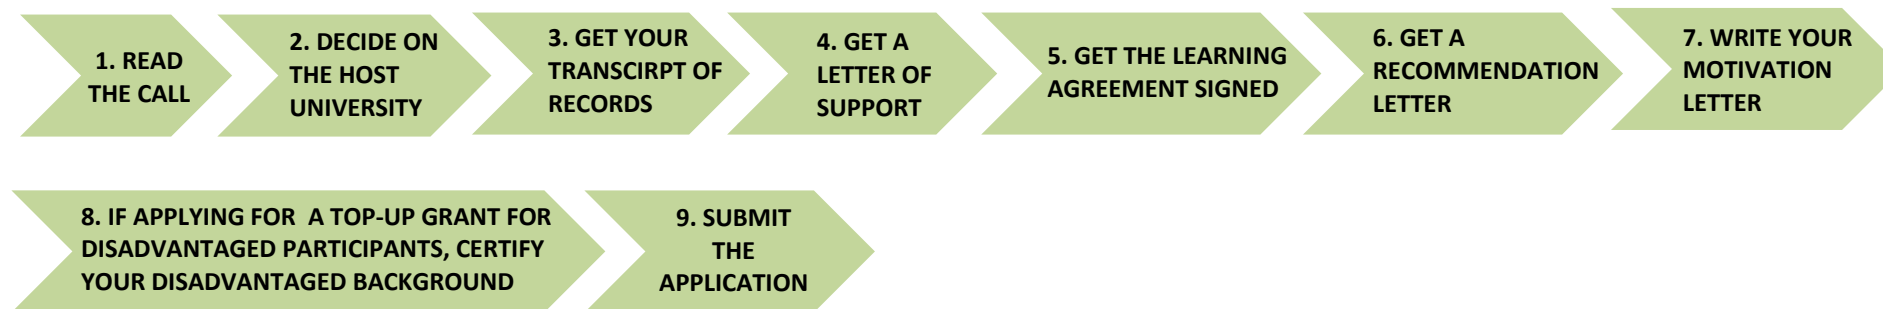 1. READ
THE CALL
2. DECIDE ON
THE HOST
UNIVERSITY
3. GET YOUR
TRANSCIRPT OF
RECORDS
4. GET A
LETTER OF
SUPPORT
5. GET THE LEARNING
AGREEMENT SIGNED
6. GET A
RECOMMENDATION
LETTER
7. WRITE YOUR
MOTIVATION
LETTER
8. IF APPLYING FOR A TOP-UP GRANT FOR
DISADVANTAGED PARTICIPANTS, CERTIFY
YOUR DISADVANTAGED BACKGROUND
9. SUBMIT
THE
APPLICATION